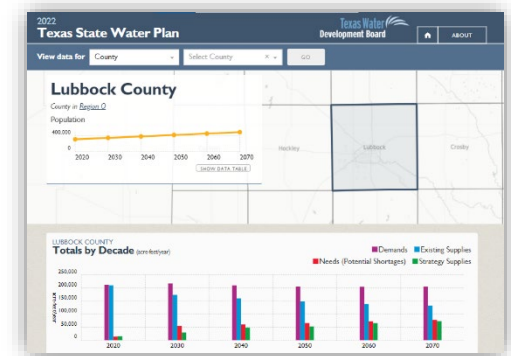 2022
Texas State Water Plan
Texas Water
Development Board
ABOUT
View data for County Select County × GO
Lubbock County
County in Region O
Population
400,000
0
2020 2030 2040 2050 2060 2070
SHOW DATA TABLE
Hockley Lubbock Crosby
LUBBOCK COUNTY
Totals by Decade (acre-feet/year)
Demands Existing Supplies
Needs (Potential Shortages) Strategy Supplies
250,000
200,000
150,000
100,000
50,000
0
2020 2030 2040 2050 2060 2070